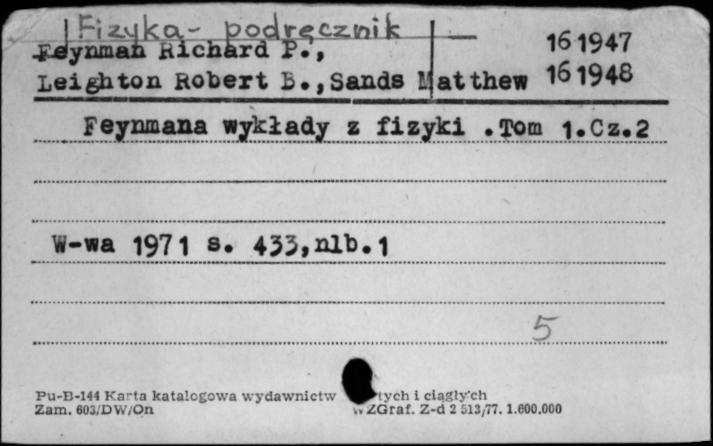 Fizyka - podręcznik
Feynman Richard P., 16 1947
Leighton Robert B., Sands Matthew 16 1948
Feynmana wykłady z fizyki .Tom 1.Cz.2
W-wa 1971 s. 433,nlb.1
5
Pu-B-144 Karta katalogowa wydawnictw tych i ciągłych
Zam. 603/DW/On WZGraf. Z-d 2 513/77. 1.600.000